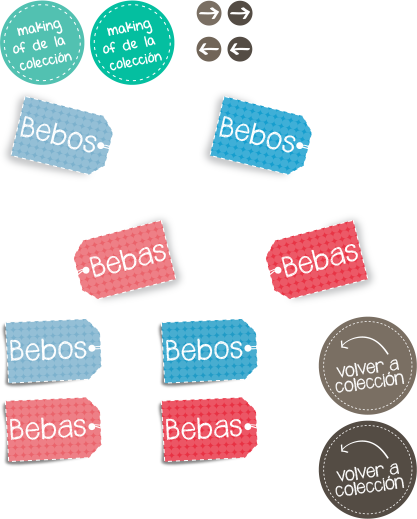 making
of de la
colección
making
of de la
colección
Bebos
Bebos
Bebas
Bebas
Bebos
Bebos
Bebas
Bebas
volver a
colección
volver a
colección